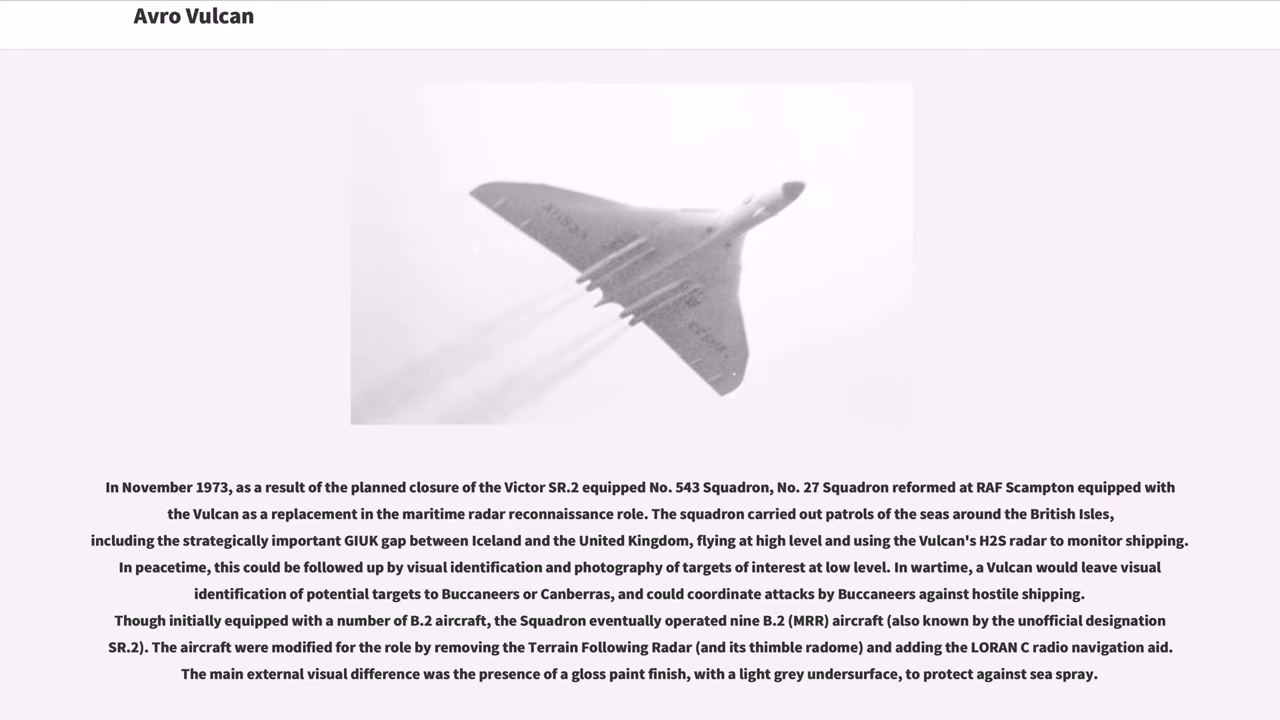 Avro Vulcan
In November 1973, as a result of the planned closure of the Victor SR.2 equipped No. 543 Squadron, No. 27 Squadron reformed at RAF Scampton equipped with
the Vulcan as a replacement in the maritime radar reconnaissance role. The squadron carried out patrols of the seas around the British Isles,
including the strategically important GIUK gap between Iceland and the United Kingdom, flying at high level and using the Vulcan's H2S radar to monitor shipping.
In peacetime, this could be followed up by visual identification and photography of targets of interest at low level. In wartime, a Vulcan would leave visual
identification of potential targets to Buccaneers or Canberras, and could coordinate attacks by Buccaneers against hostile shipping.
Though initially equipped with a number of B.2 aircraft, the Squadron eventually operated nine B.2 (MRR) aircraft (also known by the unofficial designation
SR.2). The aircraft were modified for the role by removing the Terrain Following Radar (and its thimble radome) and adding the LORAN C radio navigation aid.
The main external visual difference was the presence of a gloss paint finish, with a light grey undersurface, to protect against sea spray.